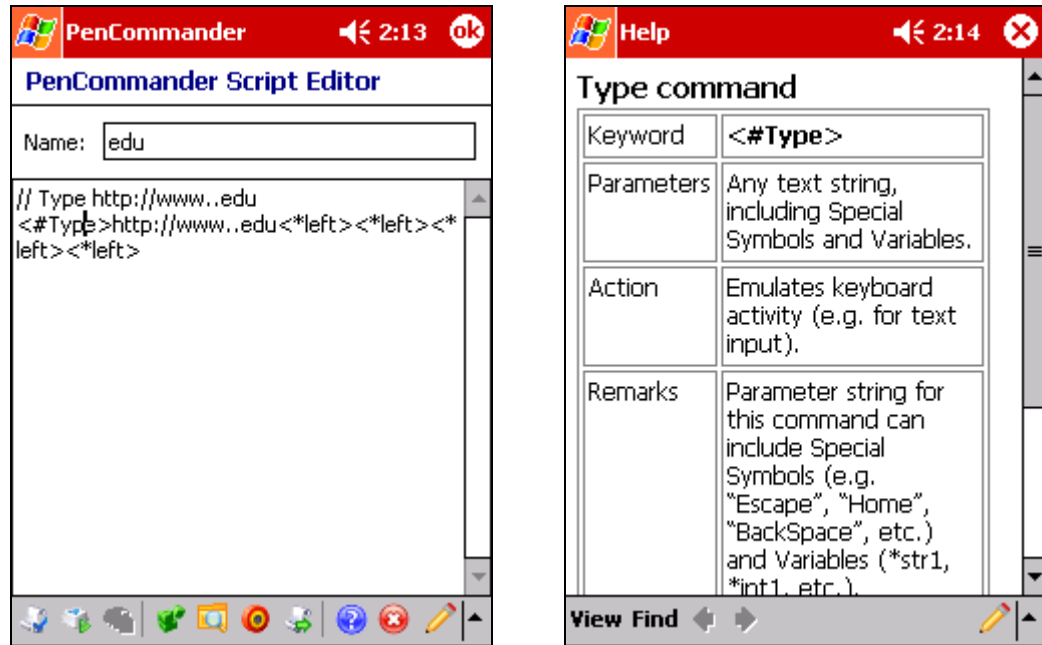 PenCommander 2:13 ok
PenCommander Script Editor
Name: edu
// Type http://www..edu
<#Type>http://www..edu<*left><*left><*
left><*left>
Help 2:14
Type command
Keyword <#Type>
Parameters Any text string,
including Special
Symbols and Variables.
Action Emulates keyboard
activity (e.g. for text
input).
Remarks Parameter string for
this command can
include Special
Symbols (e.g.
"Escape", "Home",
"BackSpace", etc.)
and Variables (*str1,
*int1, etc.).
View Find